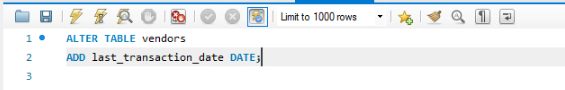 Limit to 1000 rows
1 ALTER TABLE vendors
2 ADD last_transaction_date DATE;
3